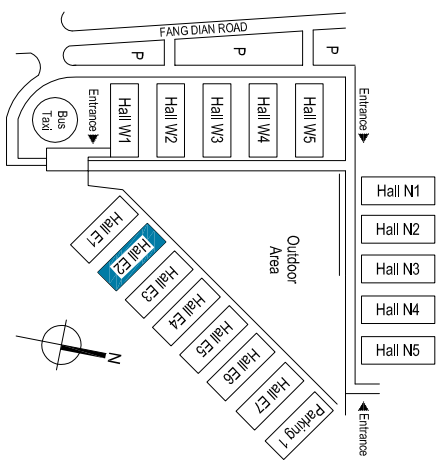 FANG DIAN ROAD
P
P
P
Bus
Taxi
Entrance
Hall W1
Hall W2
Hall W3
Hall W4
Hall W5
Entrance
Hall N1
Hall N2
Hall N3
Hall N4
Hall N5
Outdoor
Area
Hall E1
Hall E2
Hall E3
Hall E4
Hall E5
Hall E6
Hall E7
Parking 1
Entrance
N